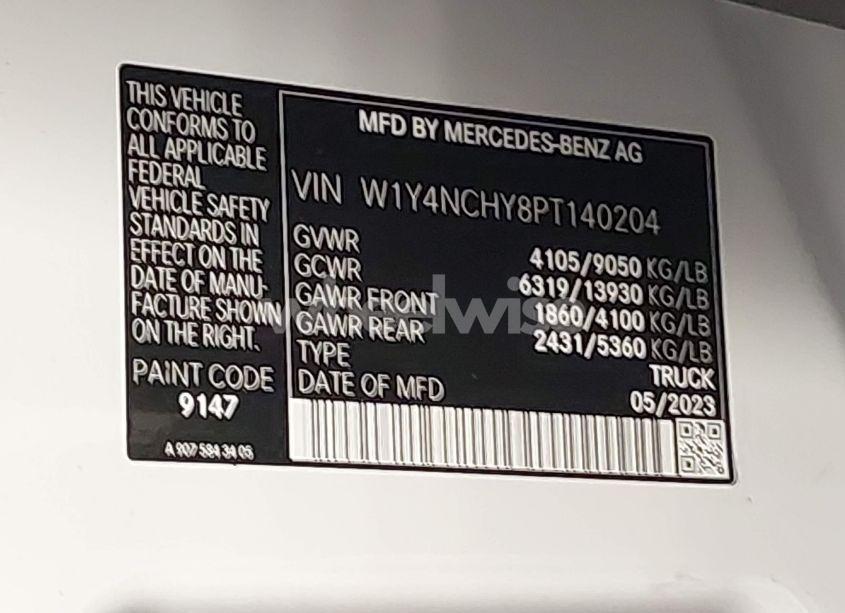 THIS VEHICLE
CONFORMS TO
ALL APPLICABLE
FEDERAL
VEHICLE SAFETY
STANDARDS IN
EFFECT ON THE
DATE OF MANU-
FACTURE SHOWN
ON THE RIGHT.
PAINT CODE
9147
A 907 584 34 05
MFD BY MERCEDES-BENZ AG
VIN W1Y4NCHY8PT140204
GVWR 4105/9050 KG/LB
GCWR 6319/13930 KG/LB
GAWR FRONT 1860/4100 KG/LB
GAWR REAR 2431/5360 KG/LB
TYPE TRUCK
DATE OF MFD 05/2023
wheelwise